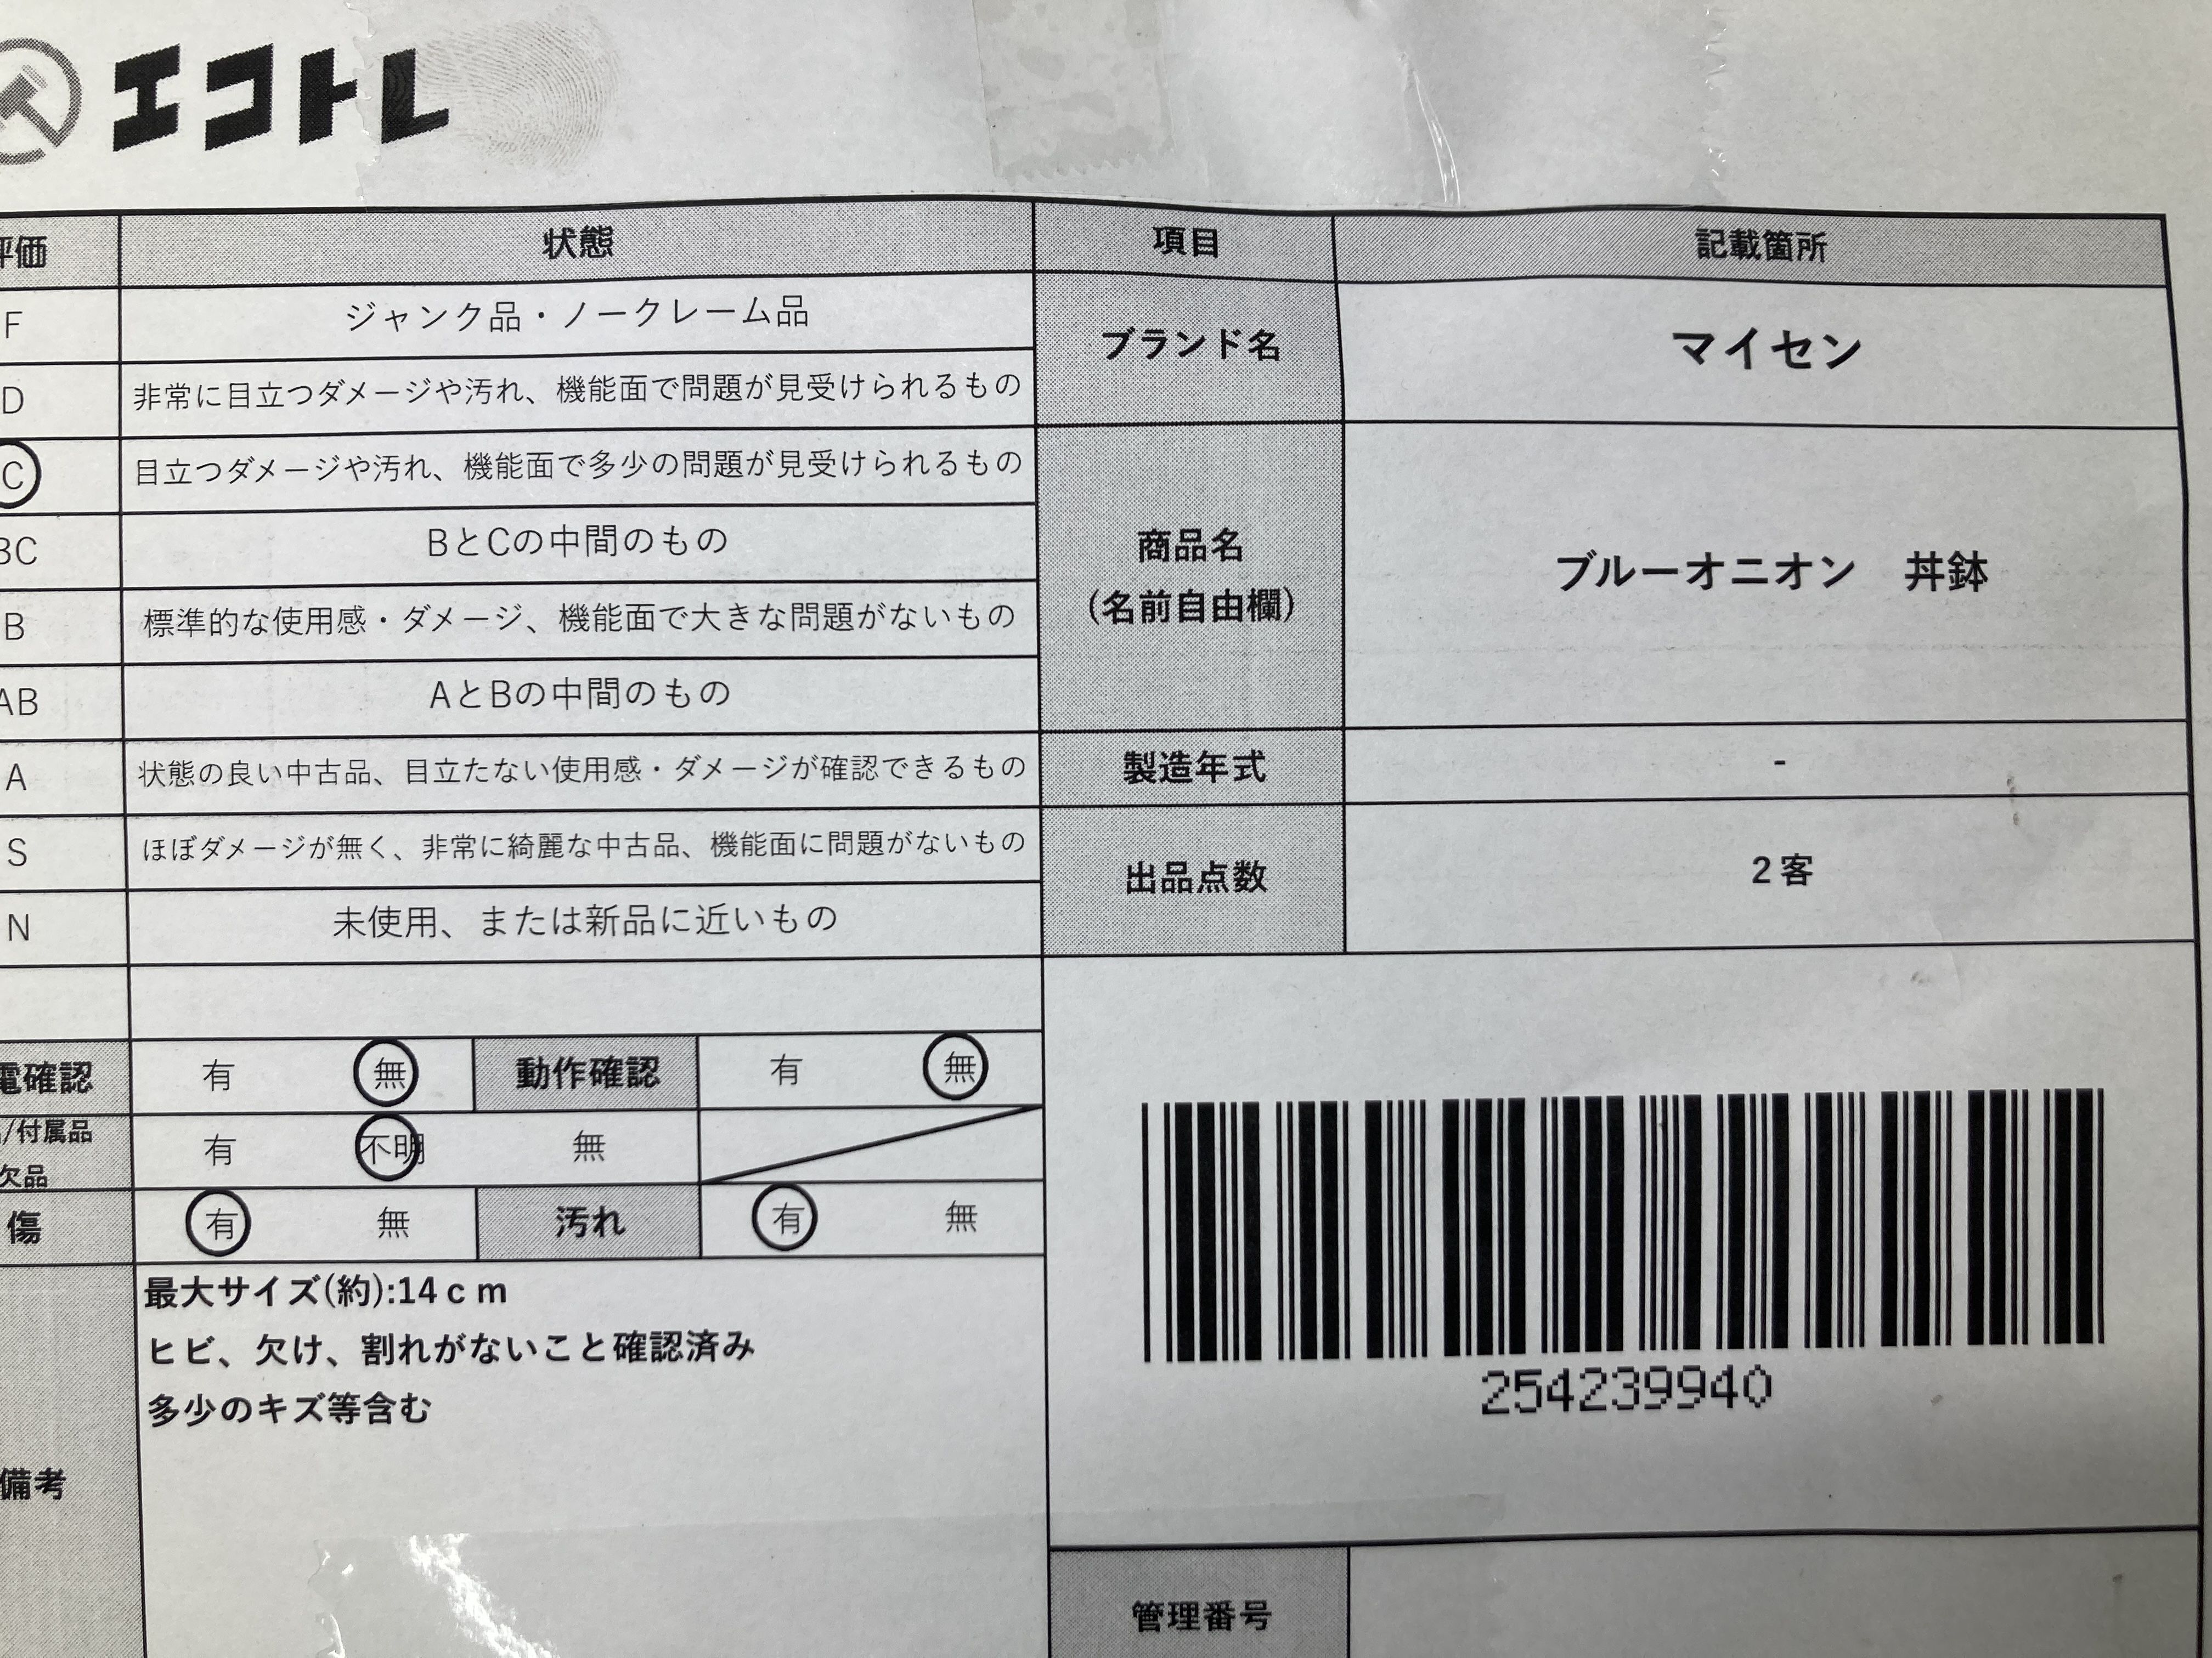 エコトレ
評価 状態 項目 記載箇所
F ジャンク品・ノークレーム品
ブランド名 マイセン
D 非常に目立つダメージや汚れ、機能面で問題が見受けられるもの
C 目立つダメージや汚れ、機能面で多少の問題が見受けられるもの
BC BとCの中間のもの
商品名
(名前自由欄)
ブルーオニオン 丼鉢
B 標準的な使用感・ダメージ、機能面で大きな問題がないもの
AB AとBの中間のもの
A 状態の良い中古品、目立たない使用感・ダメージが確認できるもの
製造年式 -
S ほぼダメージが無く、非常に綺麗な中古品、機能面に問題がないもの
出品点数 2客
N 未使用、または新品に近いもの
電確認 有 無 動作確認 有 無
/付属品
欠品
有 不明 無
傷 有 無 汚れ 有 無
備考
最大サイズ(約):14cm
ヒビ、欠け、割れがないこと確認済み
多少のキズ等含む
254239940
管理番号